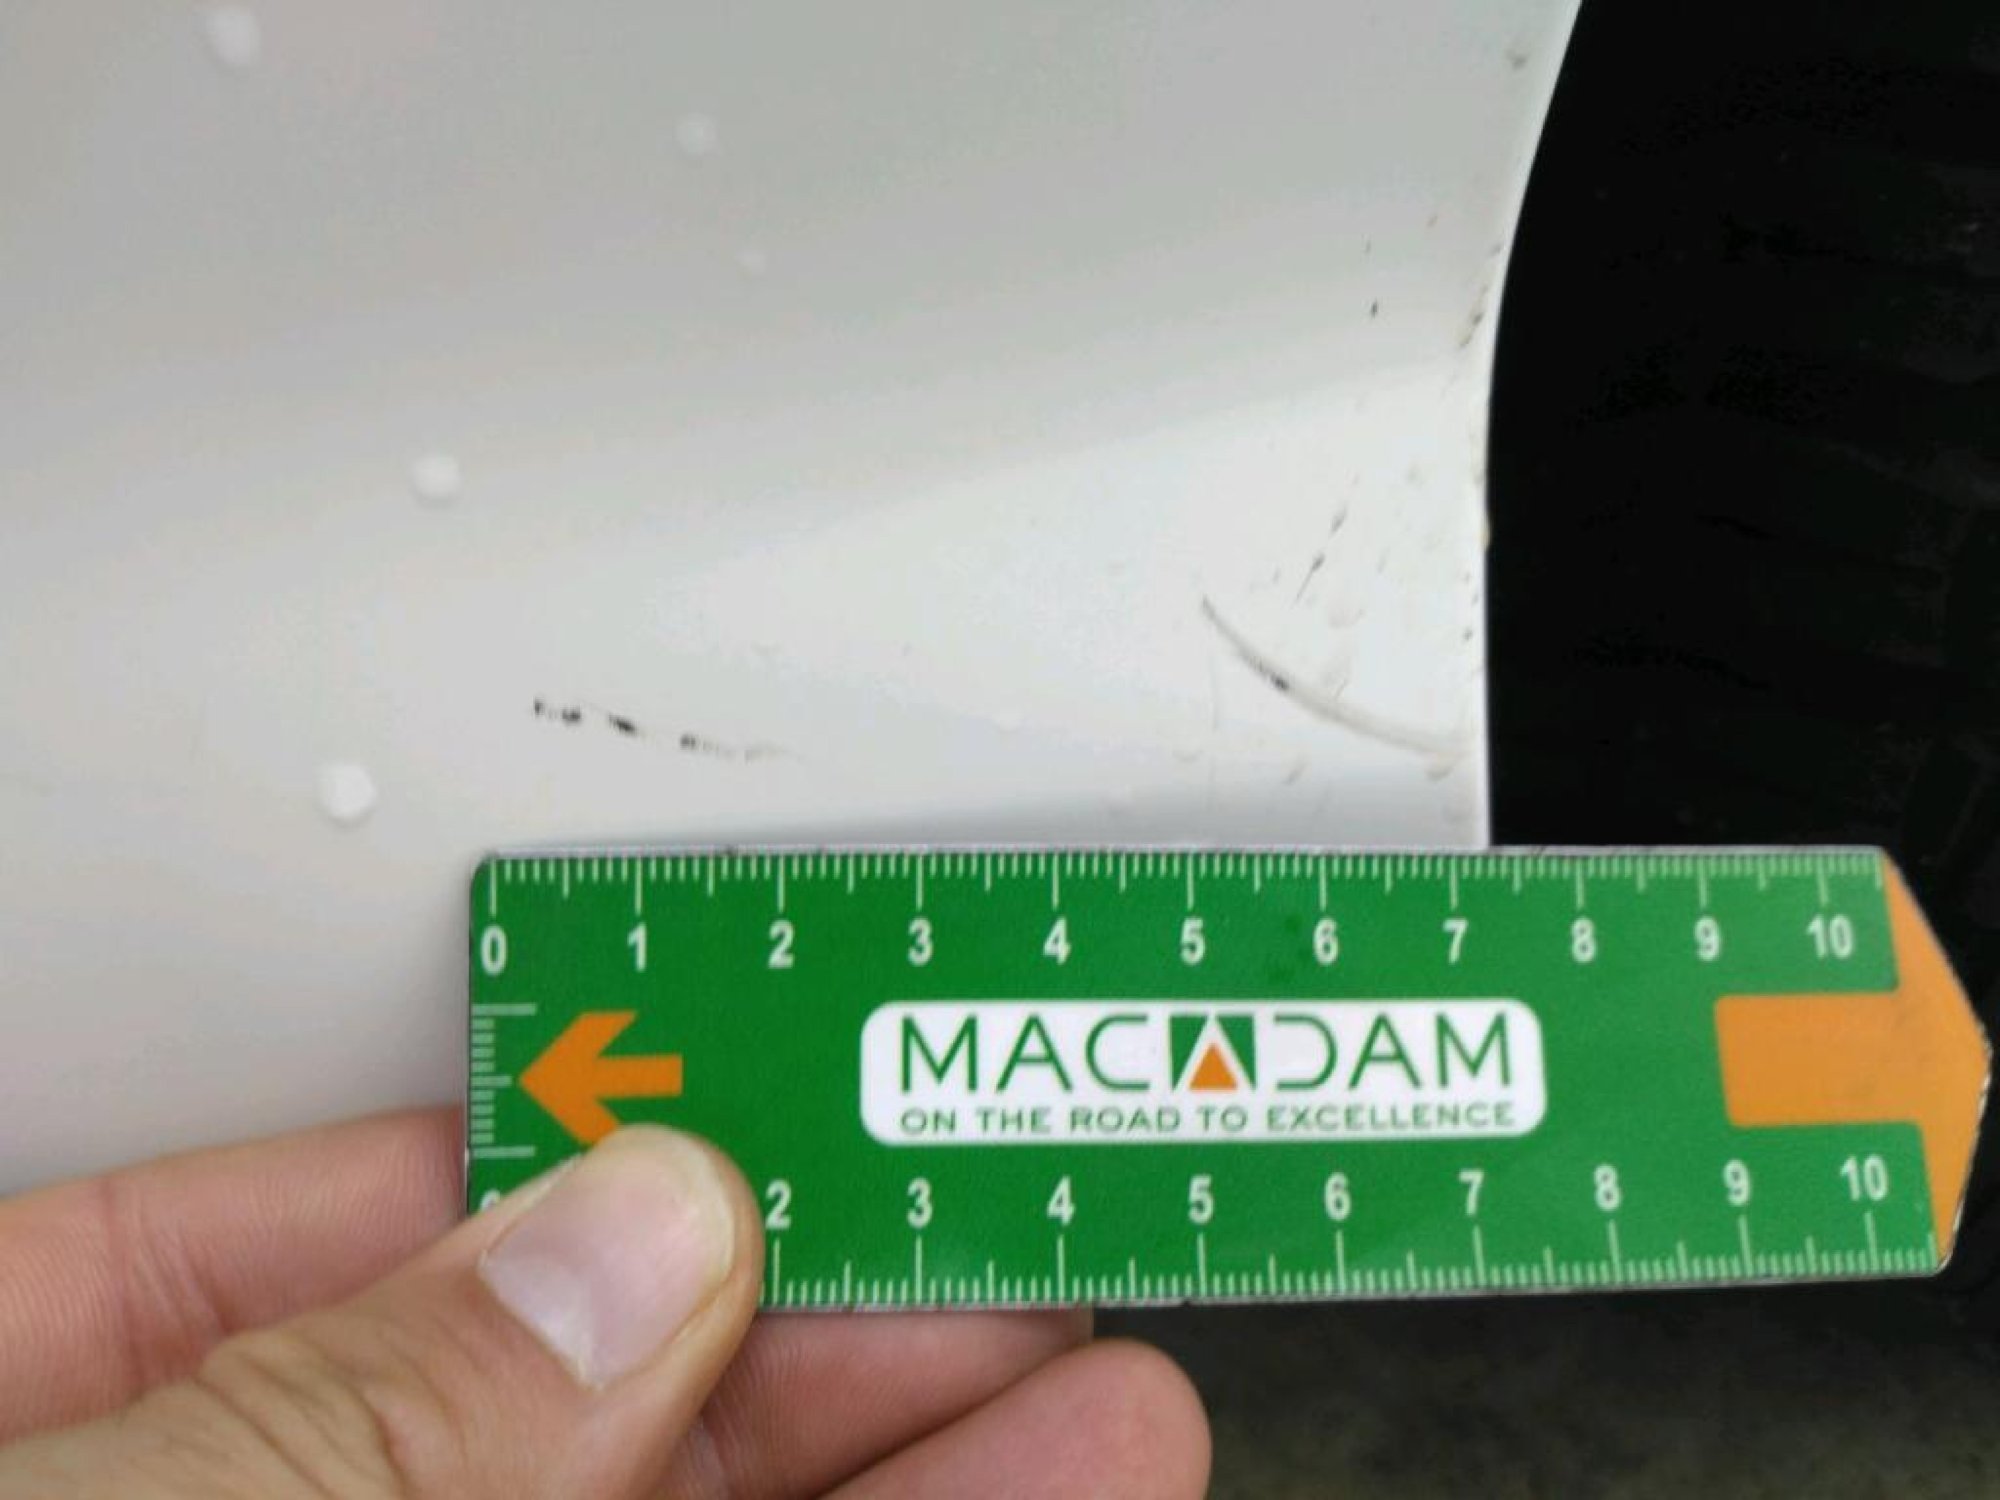 0 1 2 3 4 5 6 7 8 9 10
MACADAM
ON THE ROAD TO EXCELLENCE
2 3 4 5 6 7 8 9 10